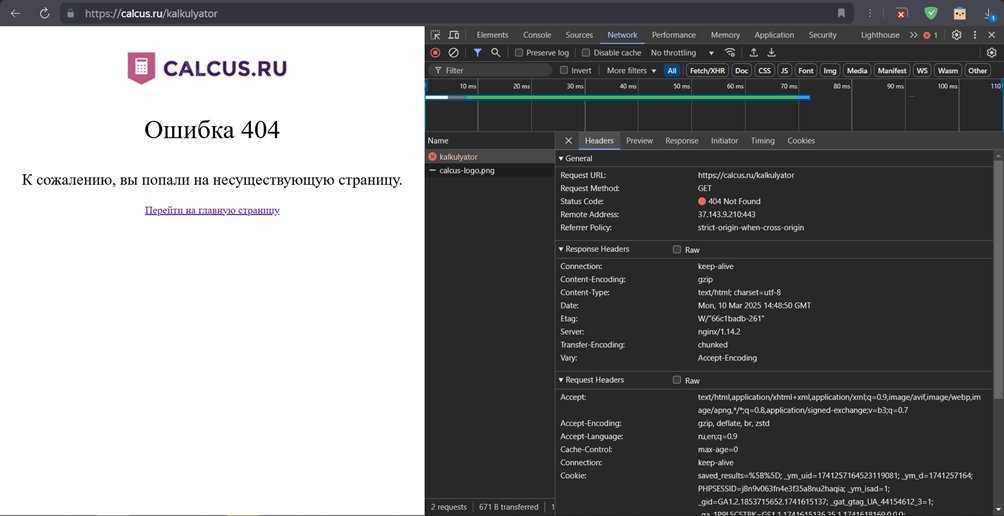 https://calcus.ru/kalkulyator
CALCUS.RU
Ошибка 404
К сожалению, вы попали на несуществующую страницу.
Перейти на главную страницу
Elements Console Sources Network Performance Memory Application Security Lighthouse 1
Preserve log Disable cache No throttling
Filter Invert More filters All Fetch/XHR Doc CSS JS Font Img Media Manifest WS Wasm Other
10 ms 20 ms 30 ms 40 ms 50 ms 60 ms 70 ms 80 ms 90 ms 100 ms 110
Name
kalkulyator
calcus-logo.png
2 requests 671 B transferred 1
Headers Preview Response Initiator Timing Cookies
General
Request URL: https://calcus.ru/kalkulyator
Request Method: GET
Status Code: 404 Not Found
Remote Address: 37.143.9.210:443
Referrer Policy: strict-origin-when-cross-origin
Response Headers Raw
Connection: keep-alive
Content-Encoding: gzip
Content-Type: text/html; charset=utf-8
Date: Mon, 10 Mar 2025 14:48:50 GMT
Etag: W/"66c1badb-261"
Server: nginx/1.14.2
Transfer-Encoding: chunked
Vary: Accept-Encoding
Request Headers Raw
Accept: text/html,application/xhtml+xml,application/xml;q=0.9,image/avif,image/webp,im
age/apng,*/*;q=0.8,application/signed-exchange;v=b3;q=0.7
Accept-Encoding: gzip, deflate, br, zstd
Accept-Language: ru,en;q=0.9
Cache-Control: max-age=0
Connection: keep-alive
Cookie: saved_results=%5B%5D; _ym_uid=1741257164523119081; _ym_d=1741257164;
PHPSESSID=j8n9v063fn4e3f35a8nu2haqia; _ym_isad=1;
_gid=GA1.2.1853715652.1741615137; _gat_gtag_UA_44154612_3=1;